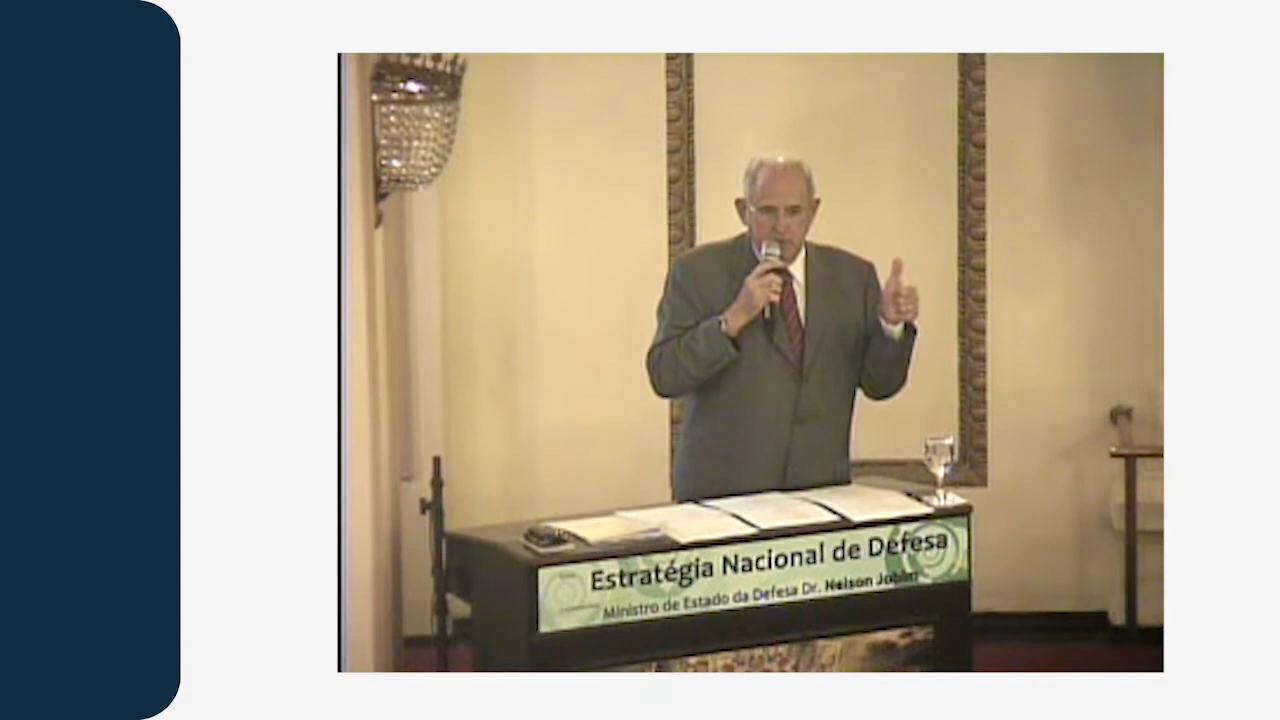 Estratégia Nacional de Defesa
Ministro de Estado da Defesa Dr. Nelson Jobim